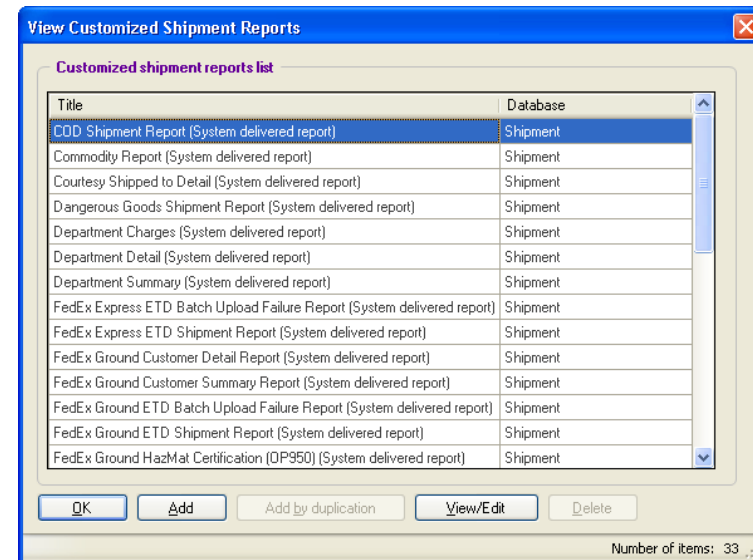 View Customized Shipment Reports
Customized shipment reports list
Title Database
COD Shipment Report (System delivered report) Shipment
Commodity Report (System delivered report) Shipment
Courtesy Shipped to Detail (System delivered report) Shipment
Dangerous Goods Shipment Report (System delivered report) Shipment
Department Charges (System delivered report) Shipment
Department Detail (System delivered report) Shipment
Department Summary (System delivered report) Shipment
FedEx Express ETD Batch Upload Failure Report (System delivered report) Shipment
FedEx Express ETD Shipment Report (System delivered report) Shipment
FedEx Ground Customer Detail Report (System delivered report) Shipment
FedEx Ground Customer Summary Report (System delivered report) Shipment
FedEx Ground ETD Batch Upload Failure Report (System delivered report) Shipment
FedEx Ground ETD Shipment Report (System delivered report) Shipment
FedEx Ground HazMat Certification (OP950) (System delivered report) Shipment
OK Add Add by duplication View/Edit Delete
Number of items: 33